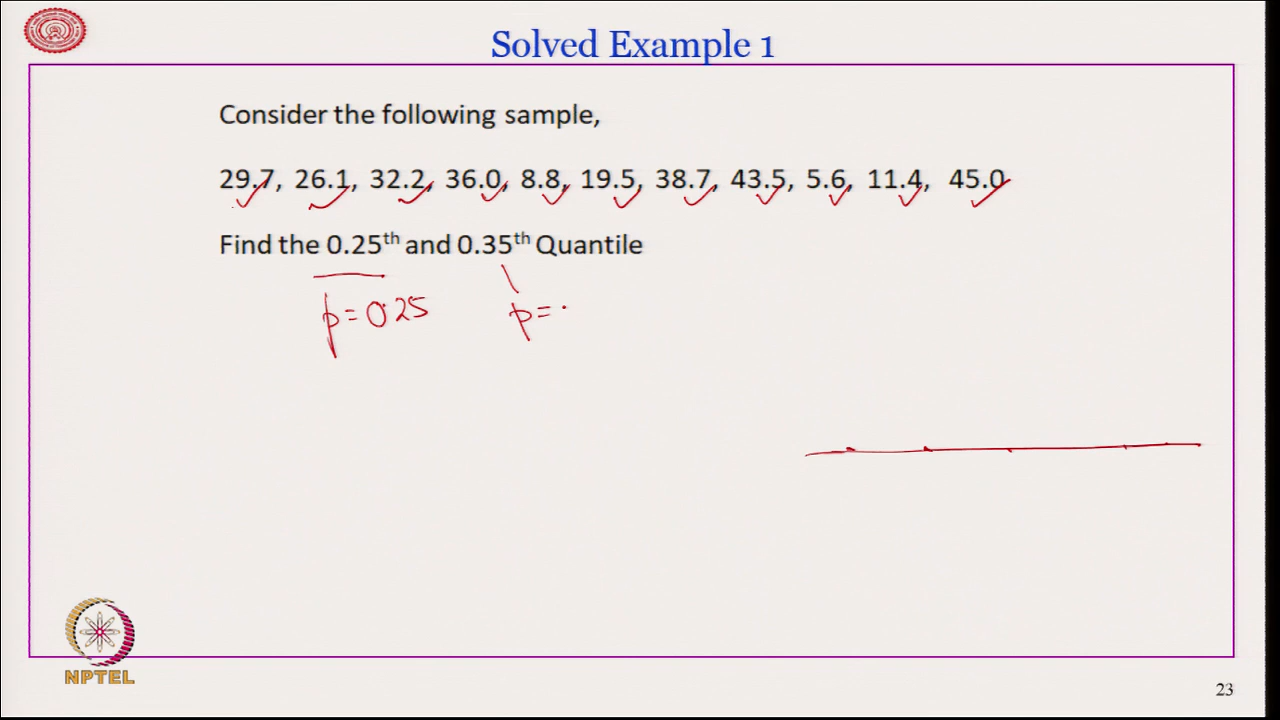 Solved Example 1
Consider the following sample,
29.7, 26.1, 32.2, 36.0, 8.8, 19.5, 38.7, 43.5, 5.6, 11.4, 45.0
Find the 0.25th and 0.35th Quantile
p=0.25 p=.
NPTEL
23